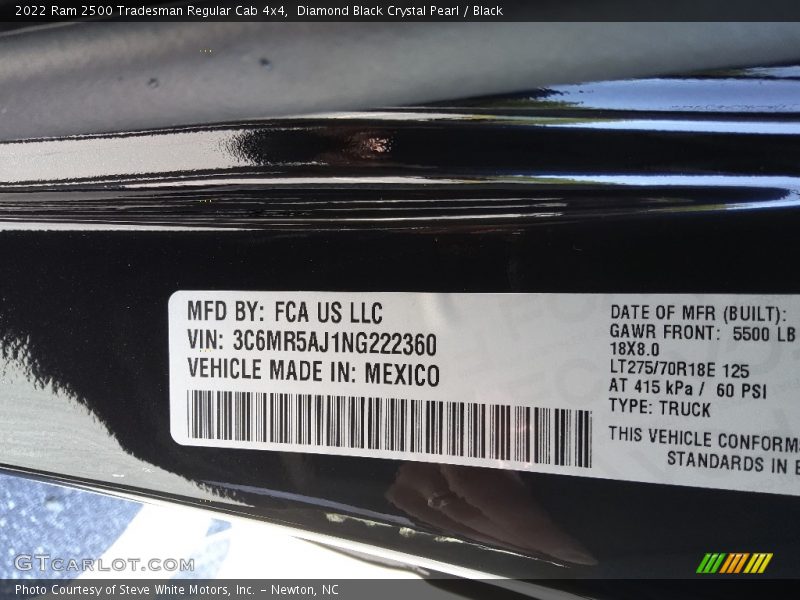 2022 Ram 2500 Tradesman Regular Cab 4x4, Diamond Black Crystal Pearl / Black
MFD BY: FCA US LLC
VIN: 3C6MR5AJ1NG222360
VEHICLE MADE IN: MEXICO
DATE OF MFR (BUILT):
GAWR FRONT: 5500 LB
18X8.0
LT275/70R18E 125
AT 415 kPa / 60 PSI
TYPE: TRUCK
THIS VEHICLE CONFORM
STANDARDS IN
GTCARLOT.COM
Photo Courtesy of Steve White Motors, Inc. – Newton, NC